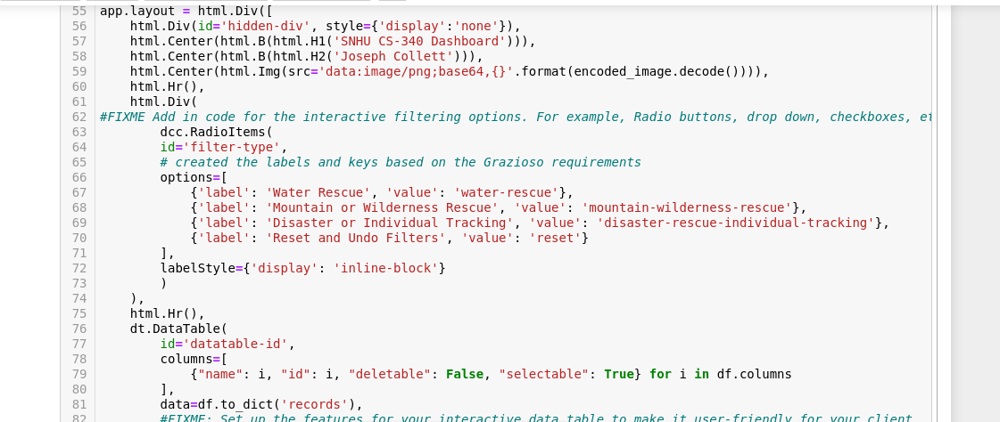 55 app.layout = html.Div([
56     html.Div(id='hidden-div', style={'display':'none'}),
57     html.Center(html.B(html.H1('SNHU CS-340 Dashboard'))),
58     html.Center(html.B(html.H2('Joseph Collett'))),
59     html.Center(html.Img(src='data:image/png;base64,{}'.format(encoded_image.decode()))),
60     html.Hr(),
61     html.Div(
62 #FIXME Add in code for the interactive filtering options. For example, Radio buttons, drop down, checkboxes, et
63         dcc.RadioItems(
64         id='filter-type',
65         # created the labels and keys based on the Grazioso requirements
66         options=[
67             {'label': 'Water Rescue', 'value': 'water-rescue'},
68             {'label': 'Mountain or Wilderness Rescue', 'value': 'mountain-wilderness-rescue'},
69             {'label': 'Disaster or Individual Tracking', 'value': 'disaster-rescue-individual-tracking'},
70             {'label': 'Reset and Undo Filters', 'value': 'reset'}
71         ],
72         labelStyle={'display': 'inline-block'}
73         )
74     ),
75     html.Hr(),
76     dt.DataTable(
77         id='datatable-id',
78         columns=[
79             {"name": i, "id": i, "deletable": False, "selectable": True} for i in df.columns
80         ],
81         data=df.to_dict('records'),
82         #FIXME: Set up the features for your interactive data table to make it user-friendly for your client